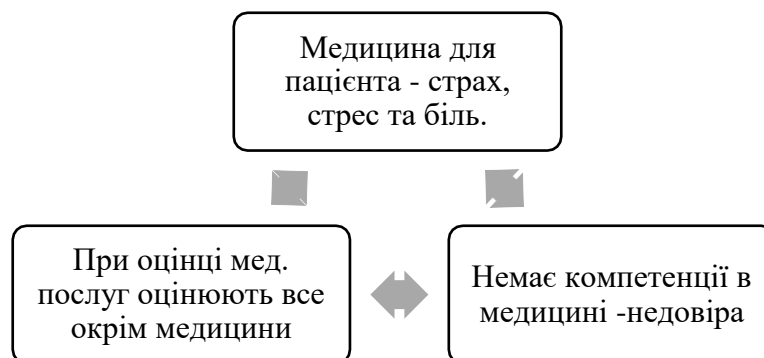 Медицина для
пацієнта - страх,
стрес та біль.
При оцінці мед.
послуг оцінюють все
окрім медицини
Немає компетенції в
медицині -недовіра